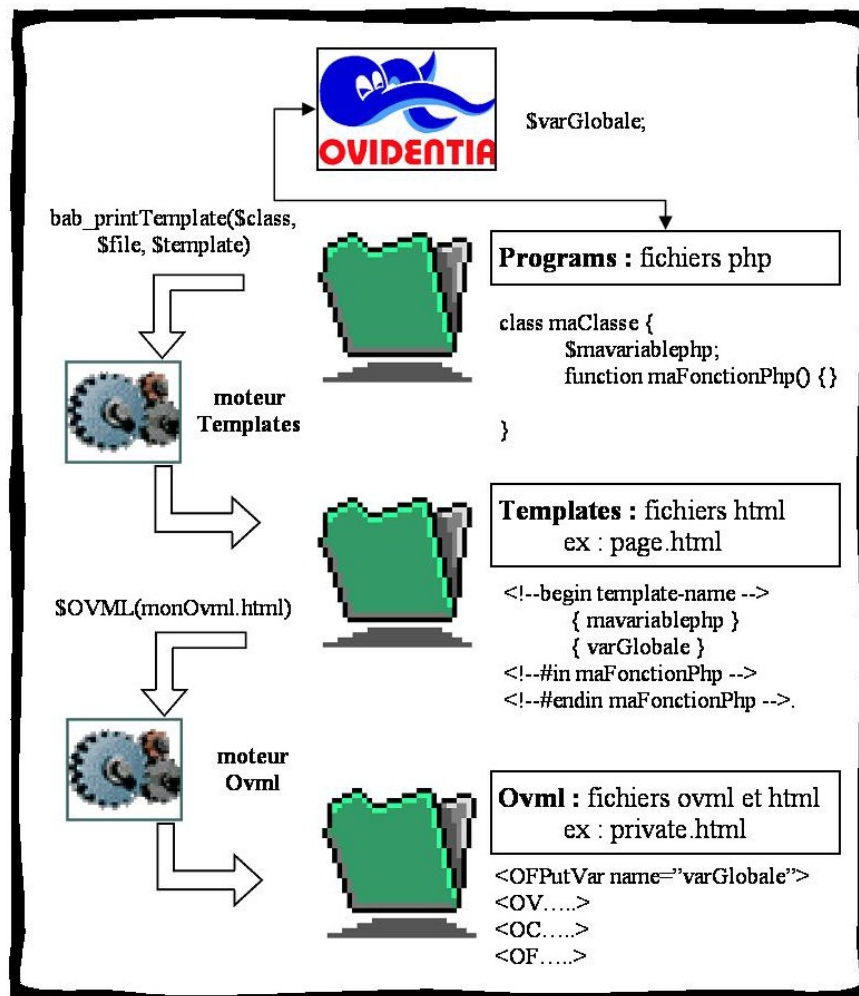 OVIDENTIA
$varGlobale;
bab_printTemplate($class,
$file, $template)
Programs : fichiers php
class maClasse {
$mavariablephp;
function maFonctionPhp() {}
}
moteur
Templates
Templates : fichiers html
ex : page.html
$OVML(monOvml.html)
<!--begin template-name -->
{ mavariablephp }
{ varGlobale }
<!--#in maFonctionPhp -->
<!--#endin maFonctionPhp -->.
moteur
Ovml
Ovml : fichiers ovml et html
ex : private.html
<OFPutVar name=”varGlobale”>
<OV…..>
<OC…..>
<OF…..>